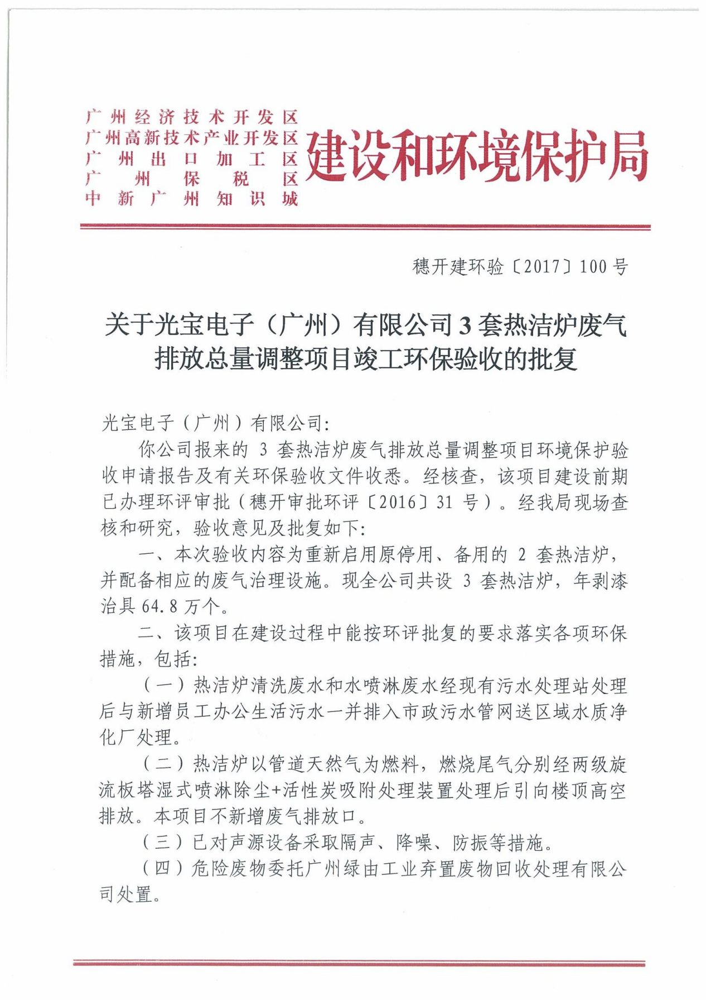 广州经济技术开发区
广州高新技术产业开发区
广州出口加工区
广州保税区
中新广州知识城
建设和环境保护局
穗开建环验〔2017〕100 号
关于光宝电子（广州）有限公司 3 套热洁炉废气
排放总量调整项目竣工环保验收的批复
光宝电子（广州）有限公司:
你公司报来的 3 套热洁炉废气排放总量调整项目环境保护验
收申请报告及有关环保验收文件收悉。经核查，该项目建设前期
已办理环评审批（穗开审批环评〔2016〕31 号）。经我局现场查
核和研究，验收意见及批复如下:
一、本次验收内容为重新启用原停用、备用的 2 套热洁炉，
并配备相应的废气治理设施。现全公司共设 3 套热洁炉，年剥漆
治具 64.8 万个。
二、该项目在建设过程中能按环评批复的要求落实各项环保
措施，包括:
（一）热洁炉清洗废水和水喷淋废水经现有污水处理站处理
后与新增员工办公生活污水一并排入市政污水管网送区域水质净
化厂处理。
（二）热洁炉以管道天然气为燃料，燃烧尾气分别经两级旋
流板塔湿式喷淋除尘+活性炭吸附处理装置处理后引向楼顶高空
排放。本项目不新增废气排放口。
（三）已对声源设备采取隔声、降噪、防振等措施。
（四）危险废物委托广州绿由工业弃置废物回收处理有限公
司处置。